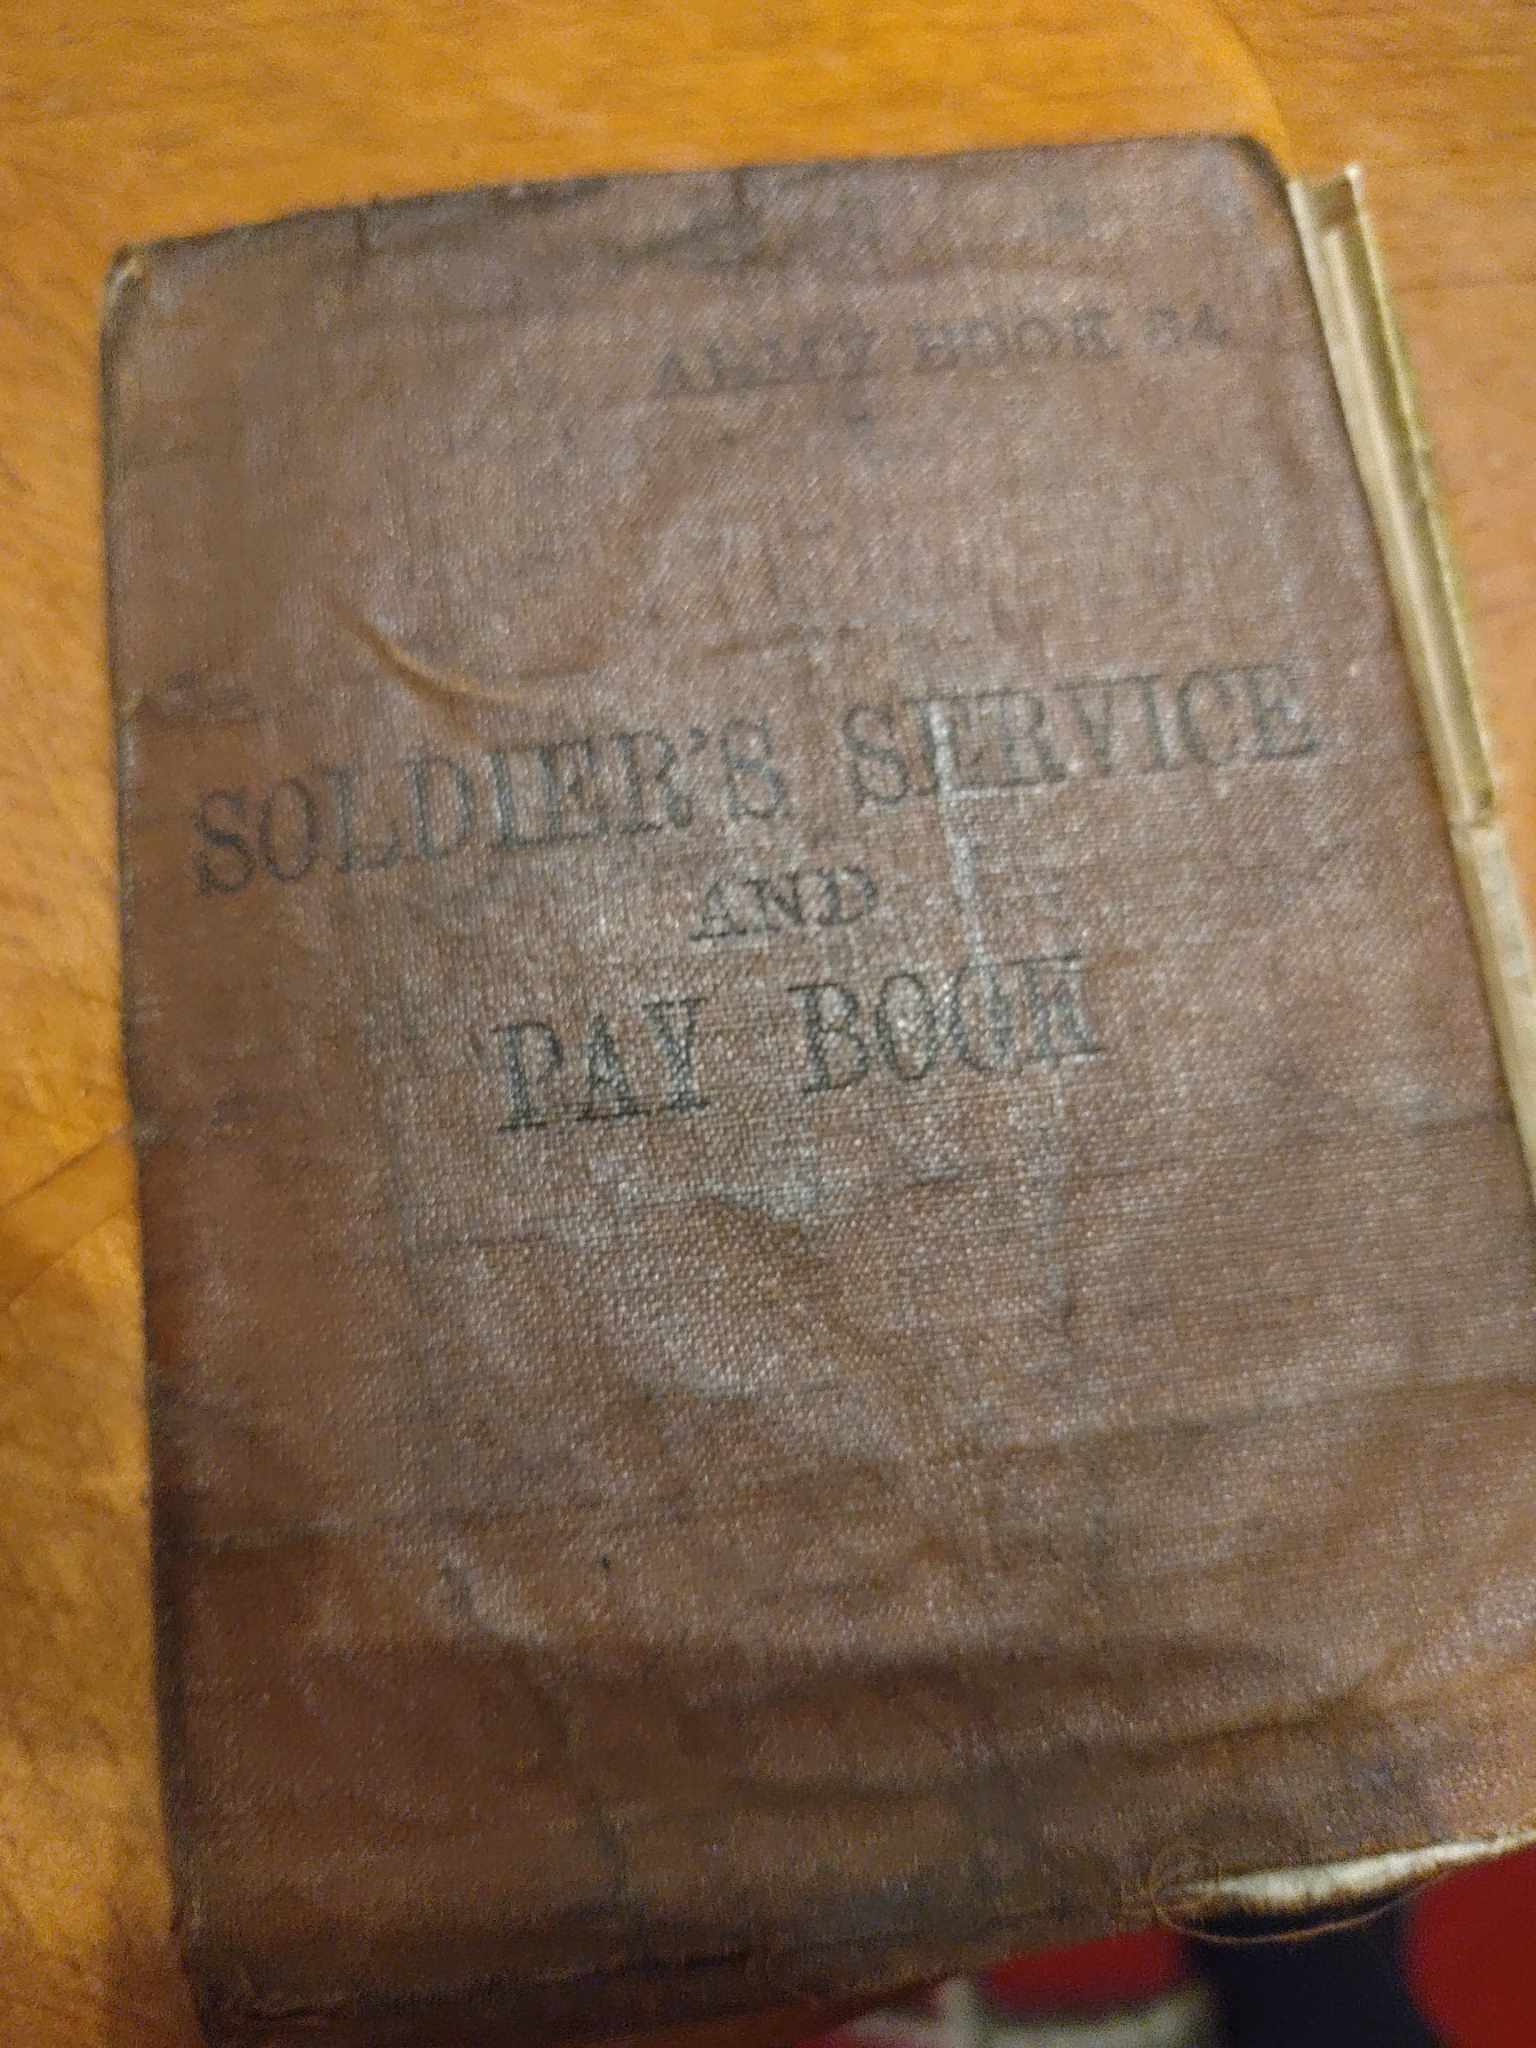 ARMY BOOK 64
SOLDIER'S SERVICE
AND
PAY BOOK